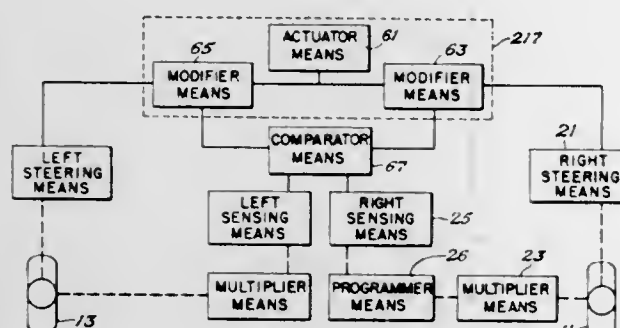 ACTUATOR MEANS
61
65
63
217
MODIFIER MEANS
MODIFIER MEANS
COMPARATOR MEANS
67
21
LEFT STEERING MEANS
RIGHT STEERING MEANS
LEFT SENSING MEANS
RIGHT SENSING MEANS
25
26
23
MULTIPLIER MEANS
PROGRAMMER MEANS
MULTIPLIER MEANS
13